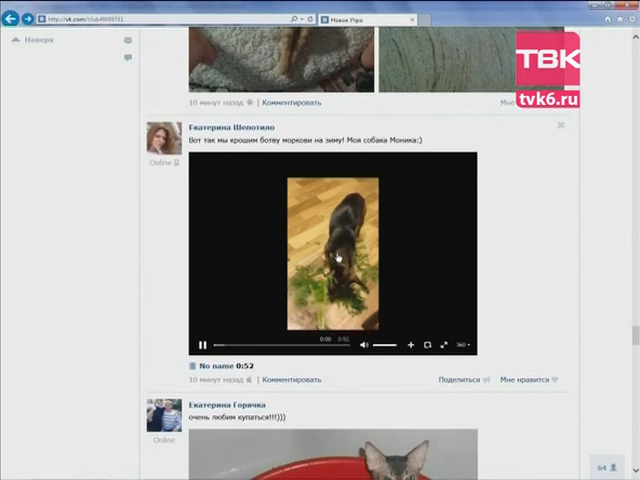 http://vk.com/club49889761
Новое Утро
Наверх
ТВК
tvk6.ru
10 минут назад
Комментировать
Мне
Екатерина Шепотило
Вот так мы крошим ботву моркови на зиму! Моя собака Моника:)
Online
0:00
0:52
360
No name 0:52
10 минут назад
Комментировать
Поделиться
Мне нравится
Екатерина Горячка
очень любим купаться!!!)))
Online
64